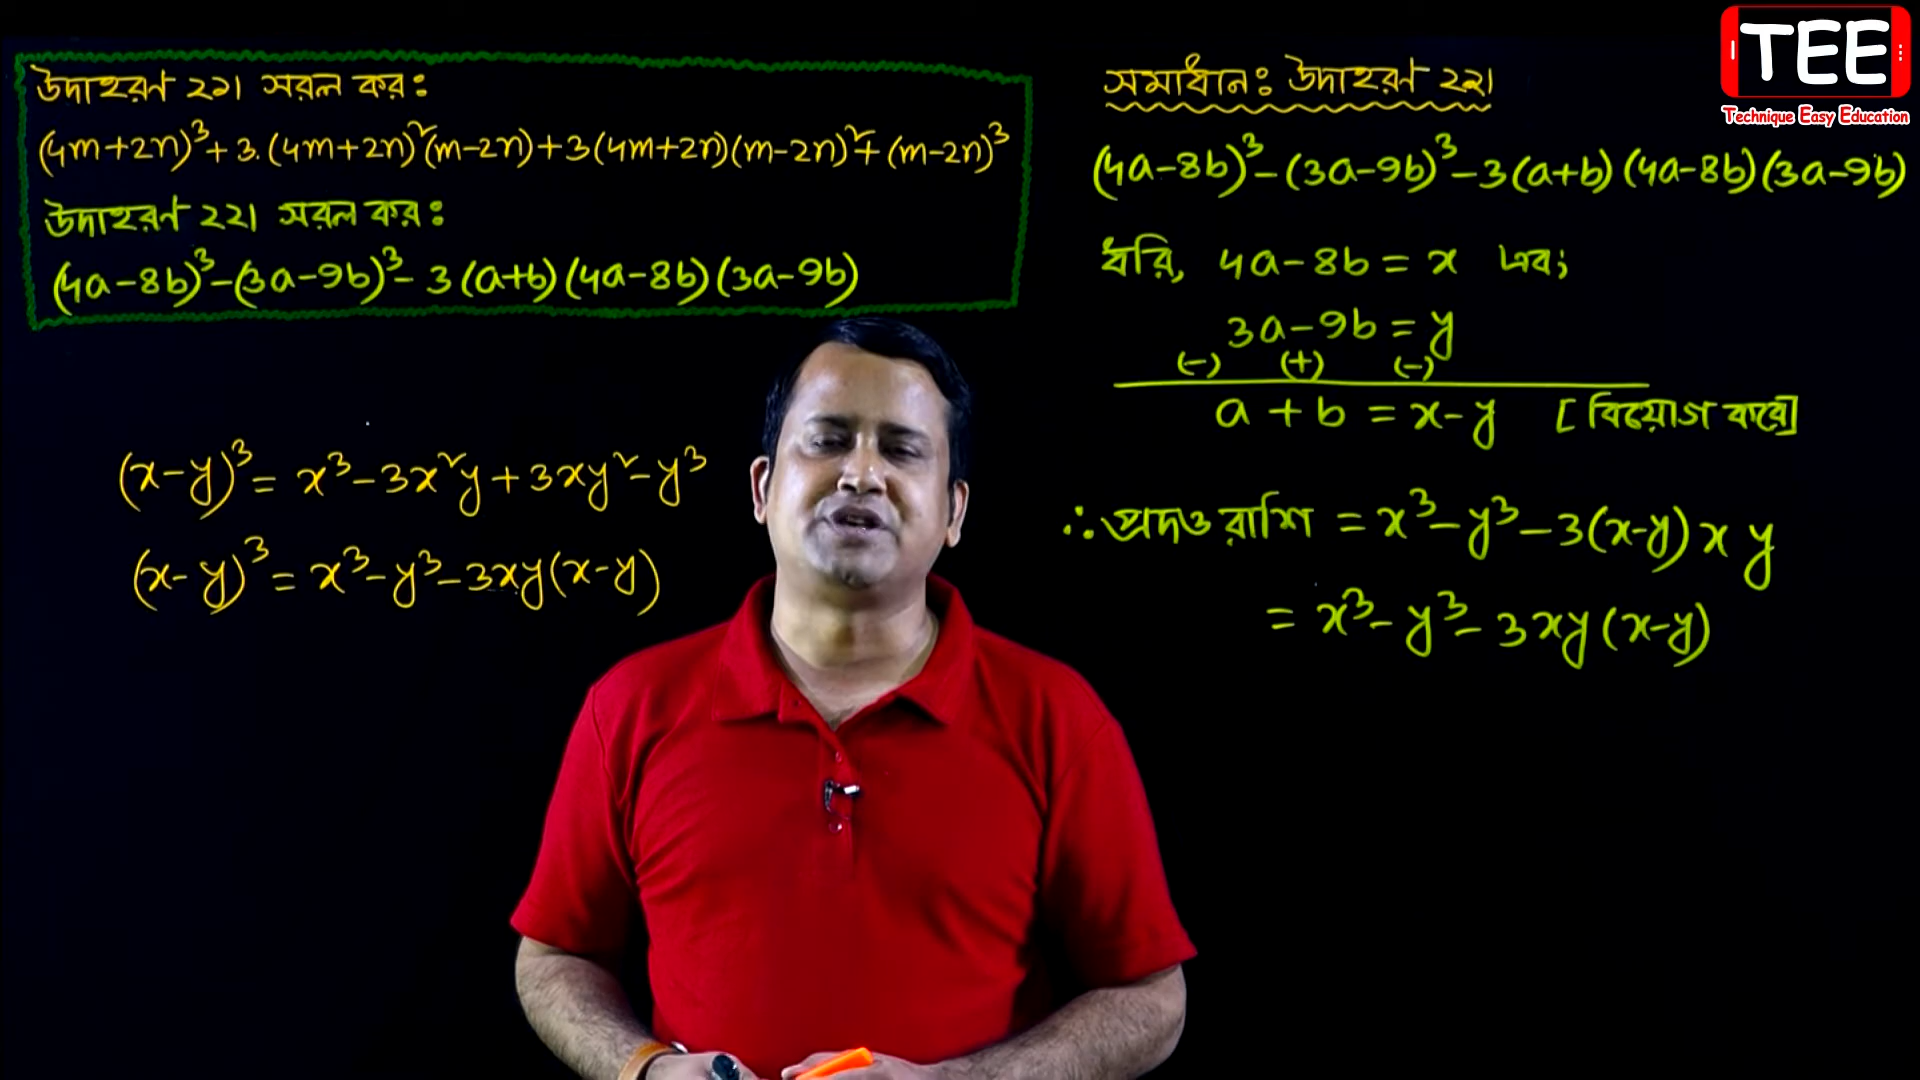 উদাহরণ ২১। সরল কর:
(4m+2n)³+3.(4m+2n)²(m-2n)+3(4m+2n)(m-2n)²+(m-2n)³
উদাহরণ ২২। সরল কর:
(4a-8b)³-(3a-9b)³-3(a+b)(4a-8b)(3a-9b)
(x-y)³= x³-3x²y+3xy²-y³
(x-y)³= x³-y³-3xy(x-y)
সমাধান: উদাহরণ ২২।
(4a-8b)³-(3a-9b)³-3(a+b)(4a-8b)(3a-9b)
ধরি, 4a-8b = x এবং
3a-9b = y
(-) (+) (-)
a + b = x-y [বিয়োগ করে]
∴ প্রদত্ত রাশি = x³-y³-3(x-y) x y
= x³-y³-3xy(x-y)
TEE
Technique Easy Education